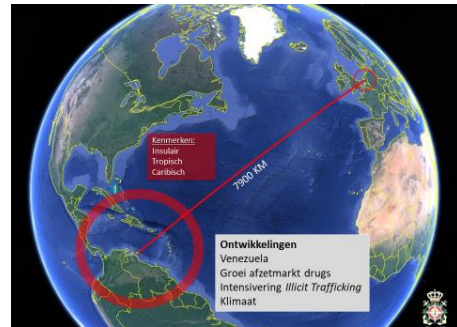 Kenmerken:
Insulair
Tropisch
Caribisch
7900 KM
Ontwikkelingen
Venezuela
Groei afzetmarkt drugs
Intensivering Illicit Trafficking
Klimaat